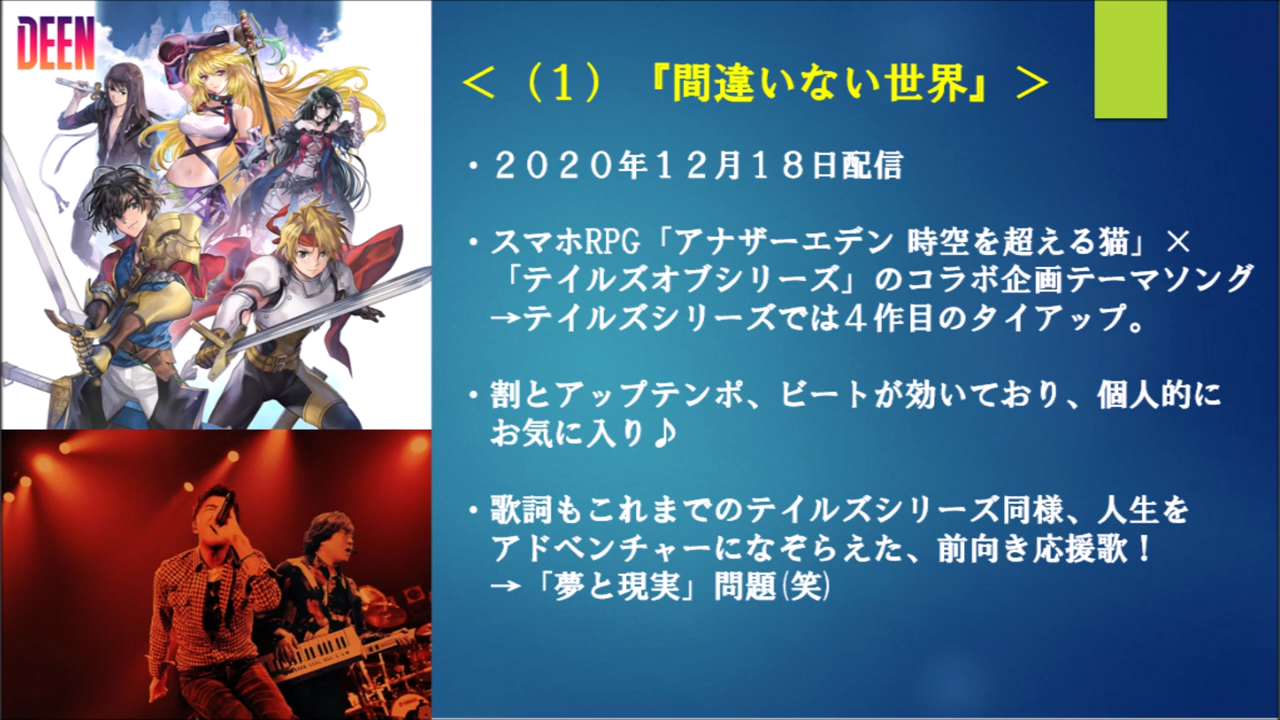 DEEN
＜（１）『間違いない世界』＞
・２０２０年１２月１８日配信
・スマホRPG「アナザーエデン 時空を超える猫」×
「テイルズオブシリーズ」のコラボ企画テーマソング
→テイルズシリーズでは４作目のタイアップ。
・割とアップテンポ、ビートが効いており、個人的に
お気に入り♪
・歌詞もこれまでのテイルズシリーズ同様、人生を
アドベンチャーになぞらえた、前向き応援歌！
→「夢と現実」問題(笑)